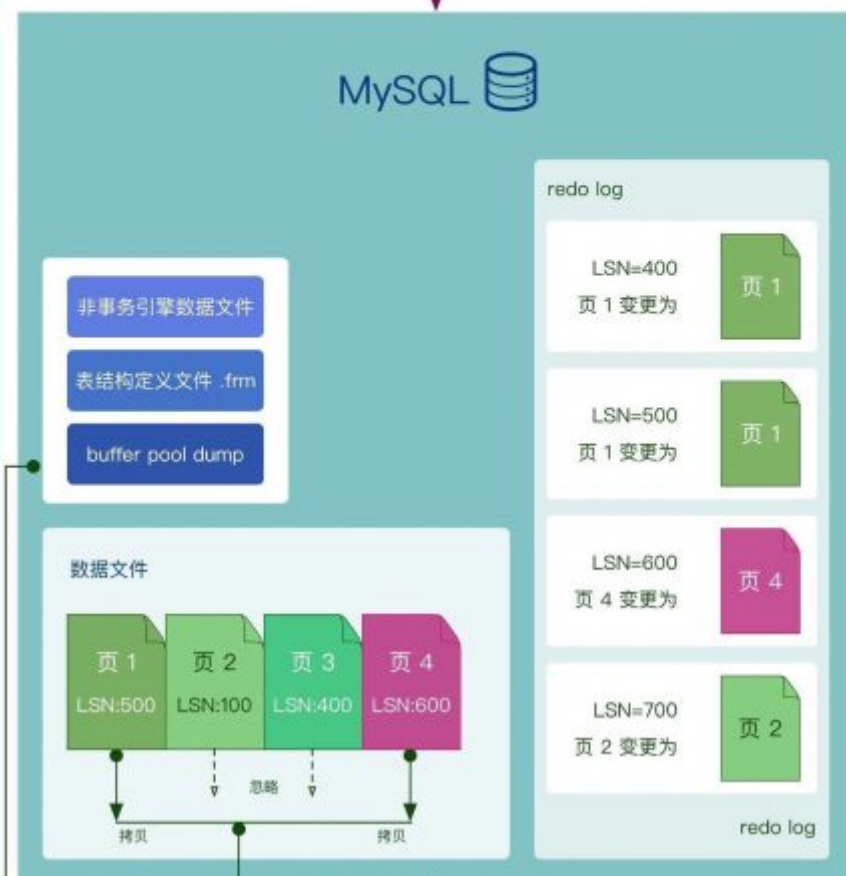 MySQL
redo log
LSN=400
页 1 变更为
页 1
LSN=500
页 1 变更为
页 1
LSN=600
页 4 变更为
页 4
LSN=700
页 2 变更为
页 2
redo log
非事务引擎数据文件
表结构定义文件 .frm
buffer pool dump
数据文件
页 1
LSN:500
页 2
LSN:100
页 3
LSN:400
页 4
LSN:600
忽略
拷贝
拷贝